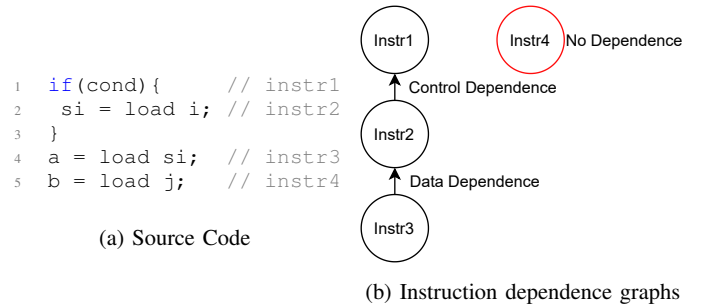 1 if(cond){ // instr1
2 si = load i; // instr2
3 }
4 a = load si; // instr3
5 b = load j; // instr4
(a) Source Code
Instr1
Instr4 No Dependence
Control Dependence
Instr2
Data Dependence
Instr3
(b) Instruction dependence graphs